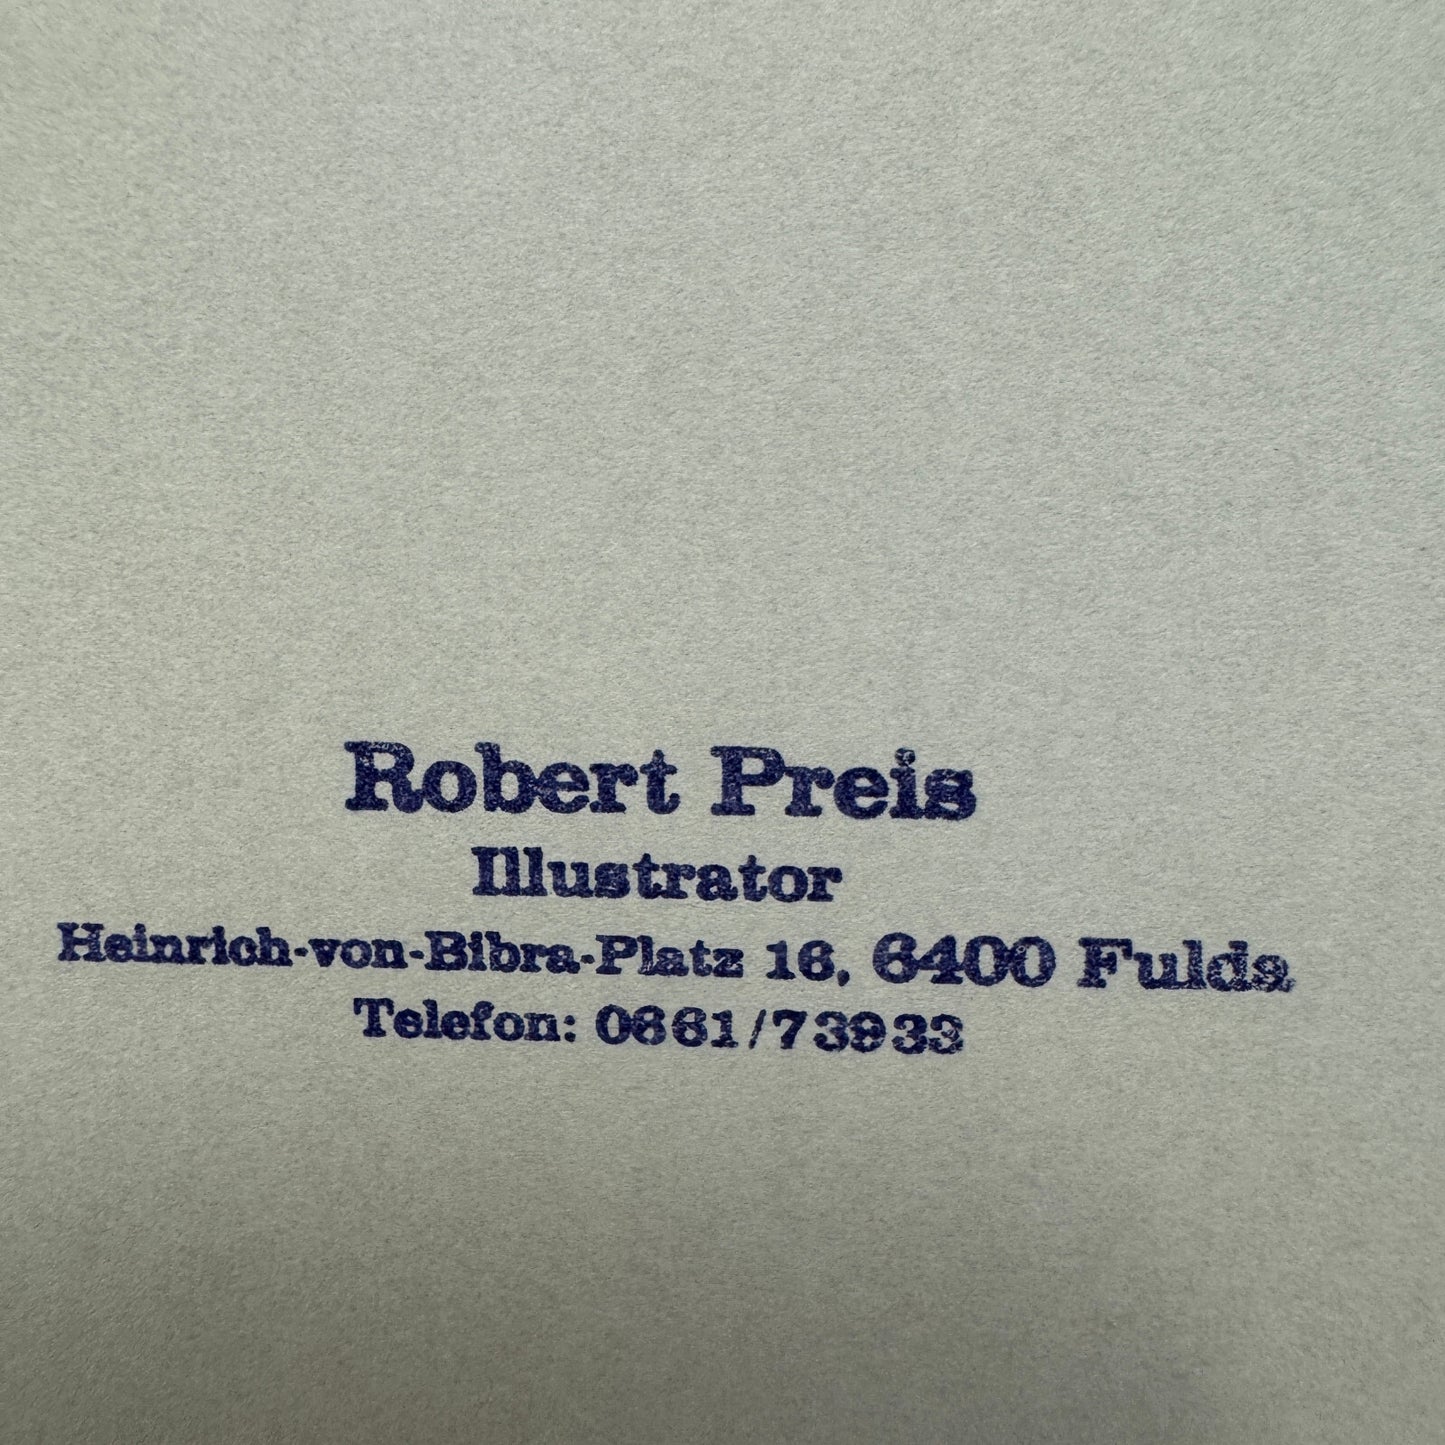 Robert Preis
Illustrator
Heinrich-von-Bibra-Platz 16, 6400 Fulda
Telefon: 0661/73933